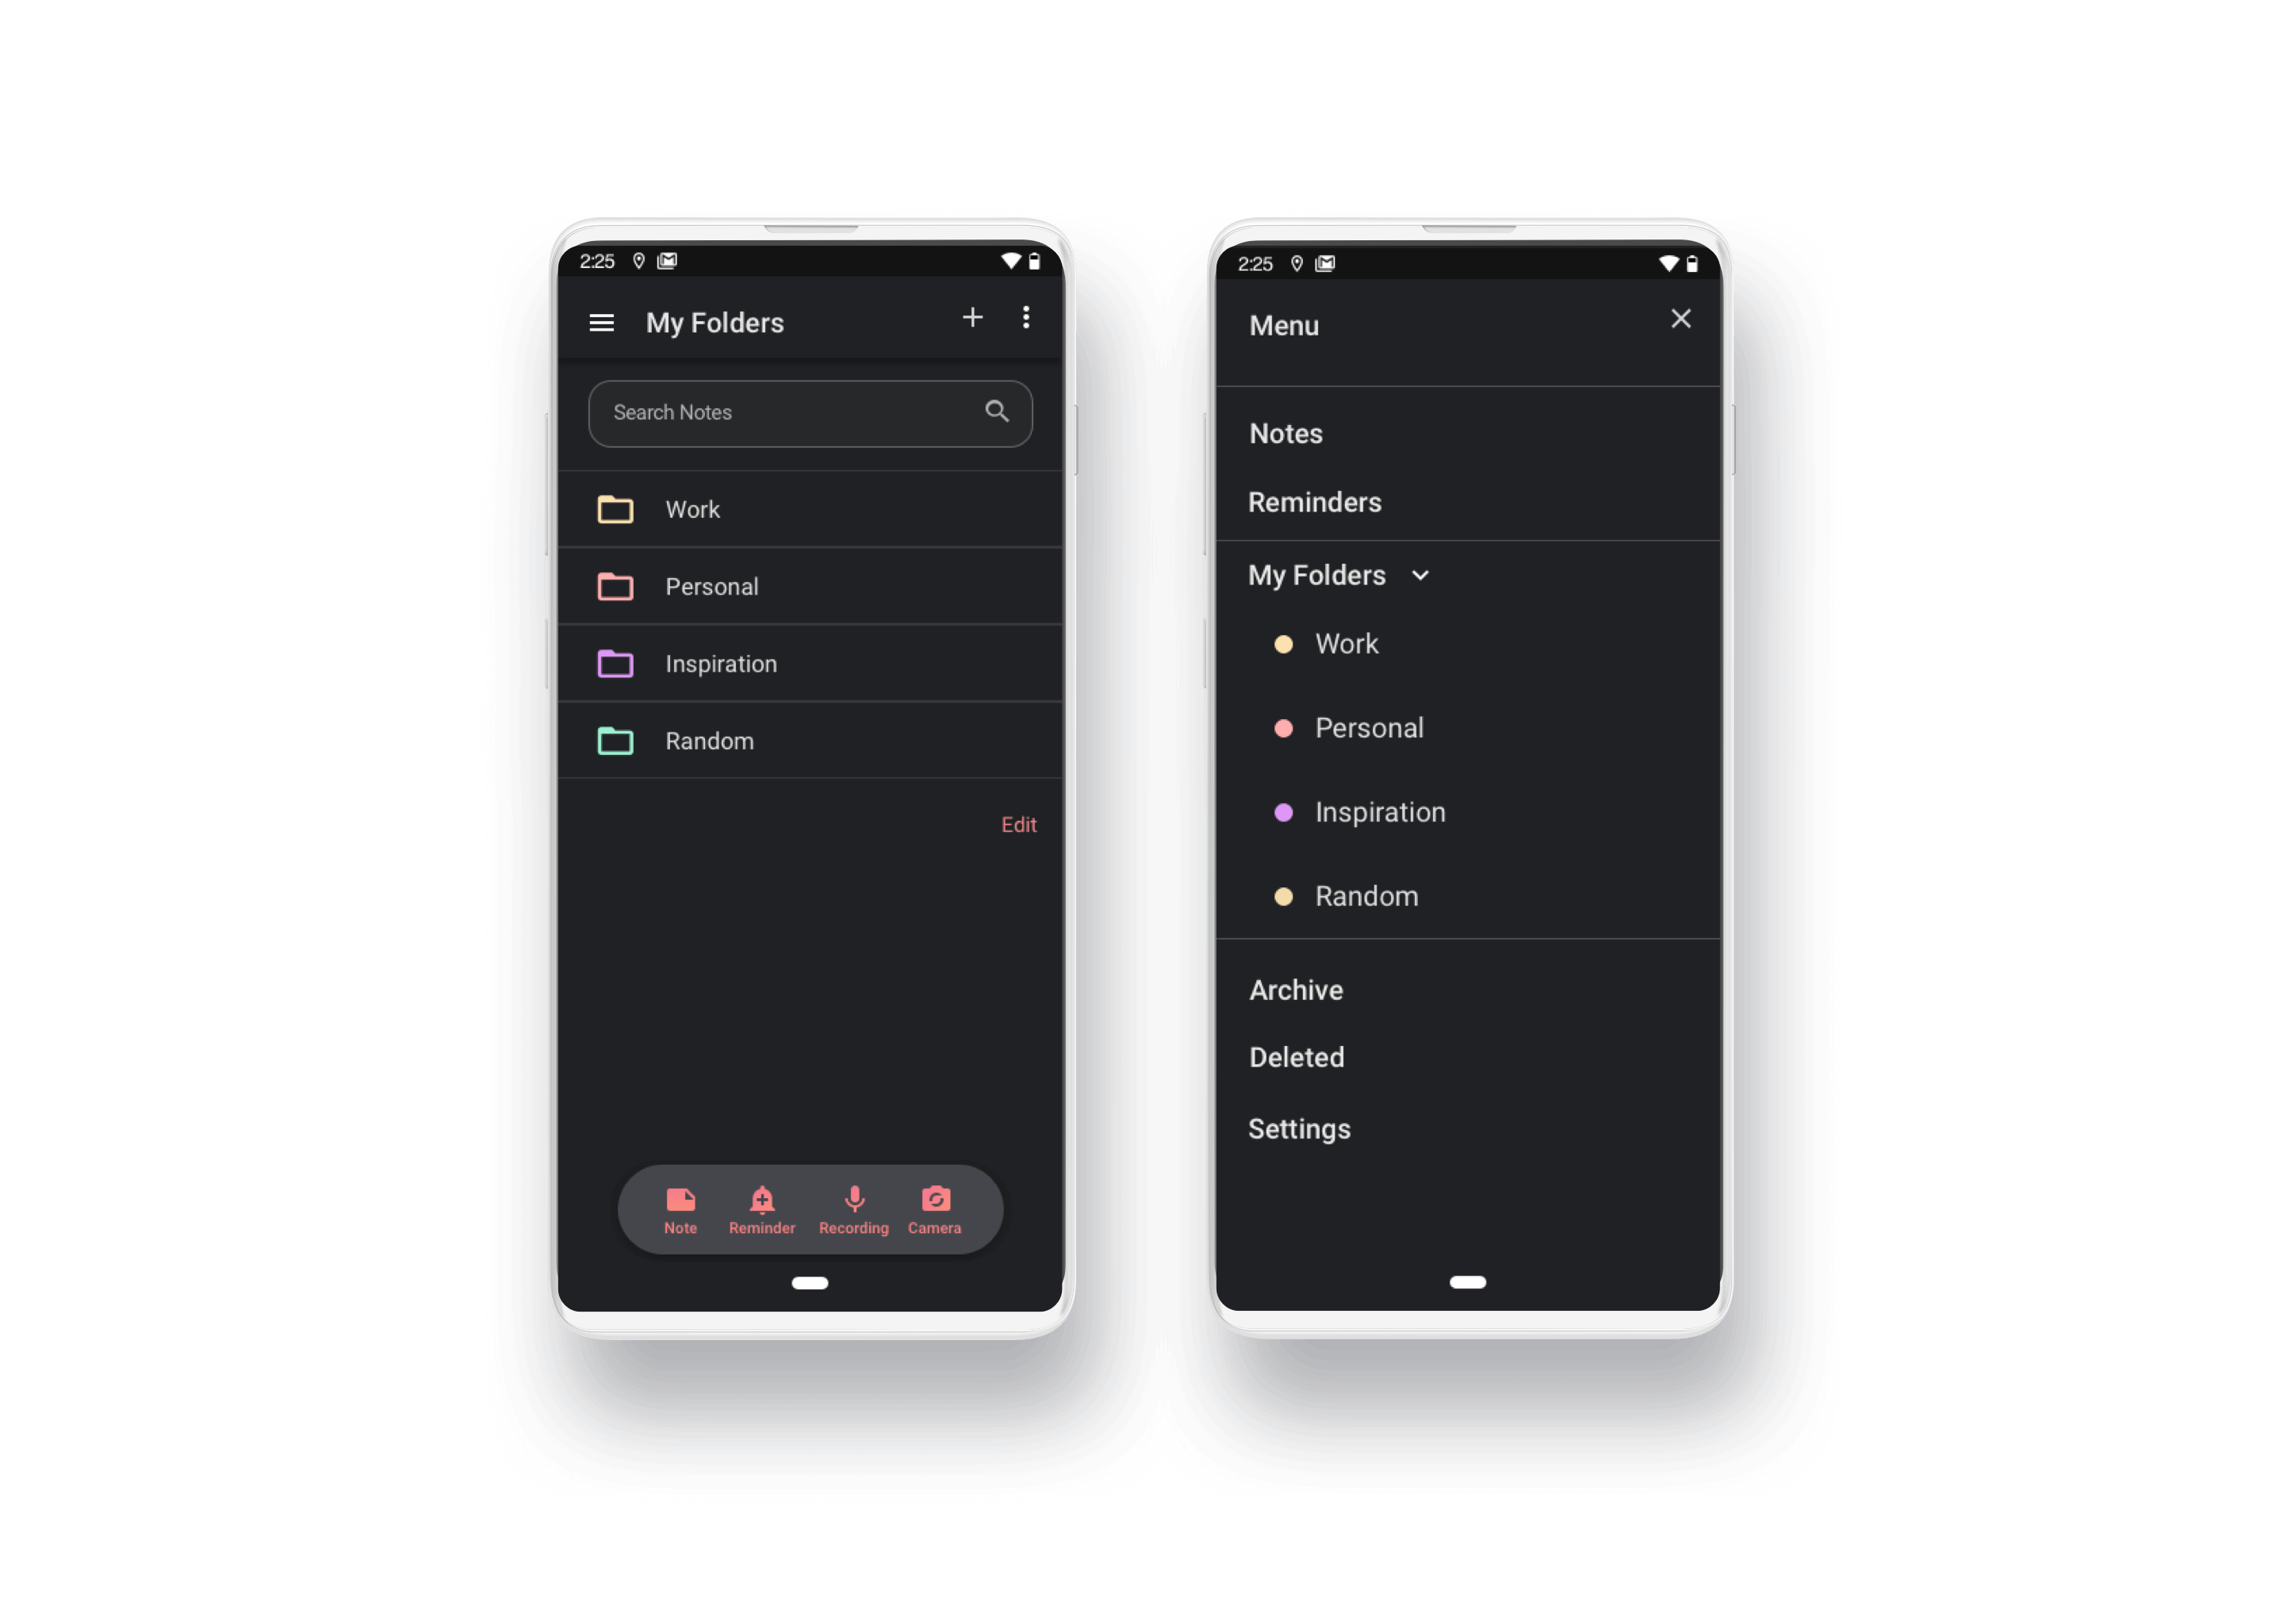 2:25
My Folders
Search Notes
Work
Personal
Inspiration
Random
Edit
Note Reminder Recording Camera
2:25
Menu
Notes
Reminders
My Folders
Work
Personal
Inspiration
Random
Archive
Deleted
Settings